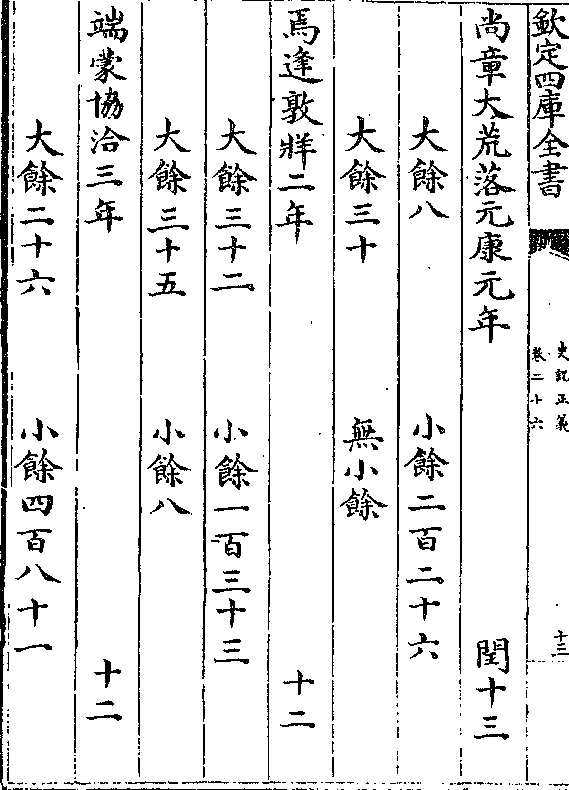 欽定四庫全書
史記正義
卷二十六
十三
尚章大荒落元康元年　閏十三
大餘八　小餘二百二十六
大餘三十　無小餘
焉逢敦牂二年　十二
大餘三十二　小餘一百三十三
大餘三十五　小餘八
端蒙協洽三年　十二
大餘二十六　小餘四百八十一